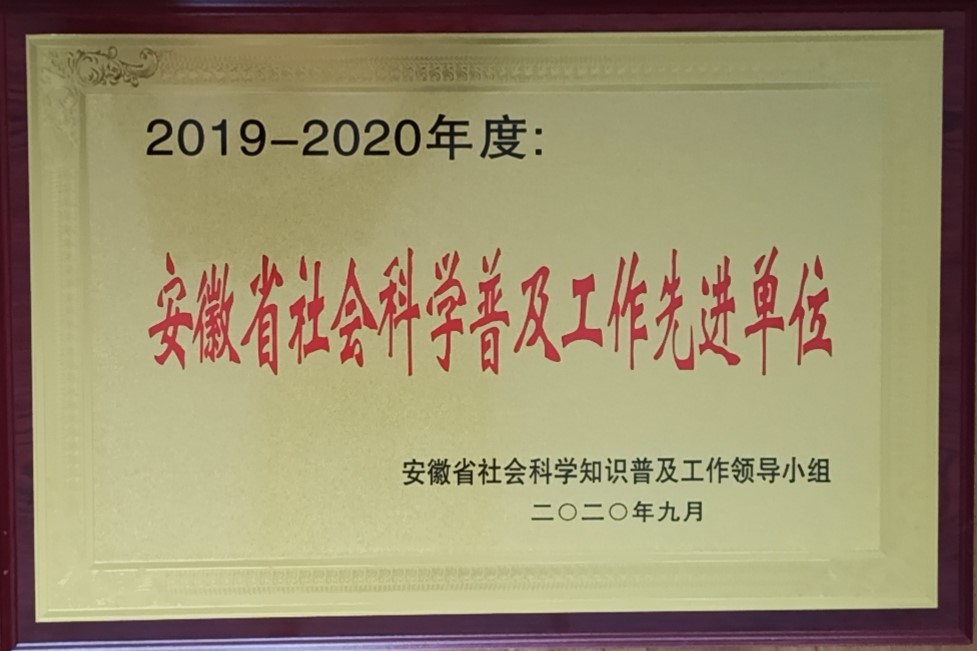 2019-2020年度:
安徽省社会科学普及工作先进单位
安徽省社会科学知识普及工作领导小组
二〇二〇年九月